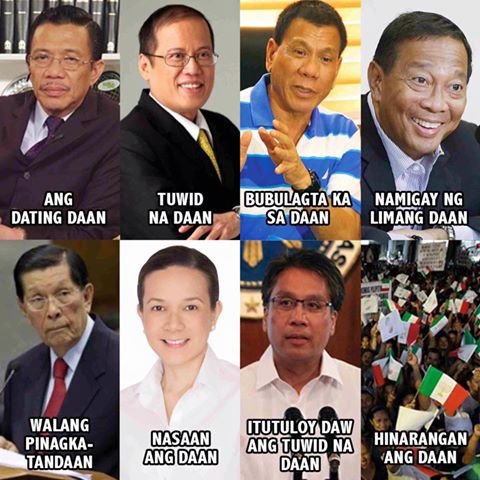 ANG
DATING DAAN
TUWID
NA DAAN
BUBULAGTA KA
SA DAAN
NAMIGAY NG
LIMANG DAAN
WALANG
PINAGKA-
TANDAAN
NASAAN
ANG DAAN
ITUTULOY DAW
ANG TUWID NA
DAAN
HINARANGAN
ANG DAAN